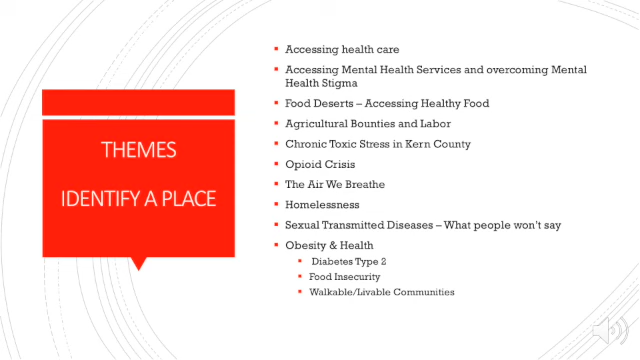 THEMES
IDENTIFY A PLACE
Accessing health care
Accessing Mental Health Services and overcoming Mental
Health Stigma
Food Deserts – Accessing Healthy Food
Agricultural Bounties and Labor
Chronic Toxic Stress in Kern County
Opioid Crisis
The Air We Breathe
Homelessness
Sexual Transmitted Diseases – What people won't say
Obesity & Health
Diabetes Type 2
Food Insecurity
Walkable/Livable Communities